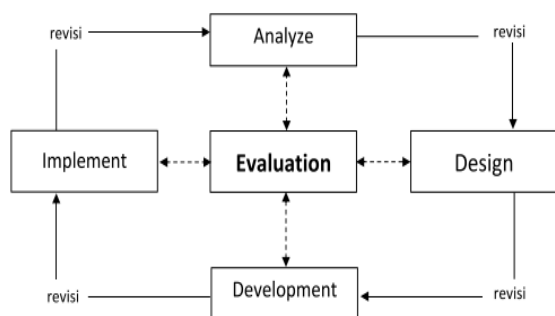 revisi
Analyze
revisi
Implement
Evaluation
Design
revisi
Development
revisi